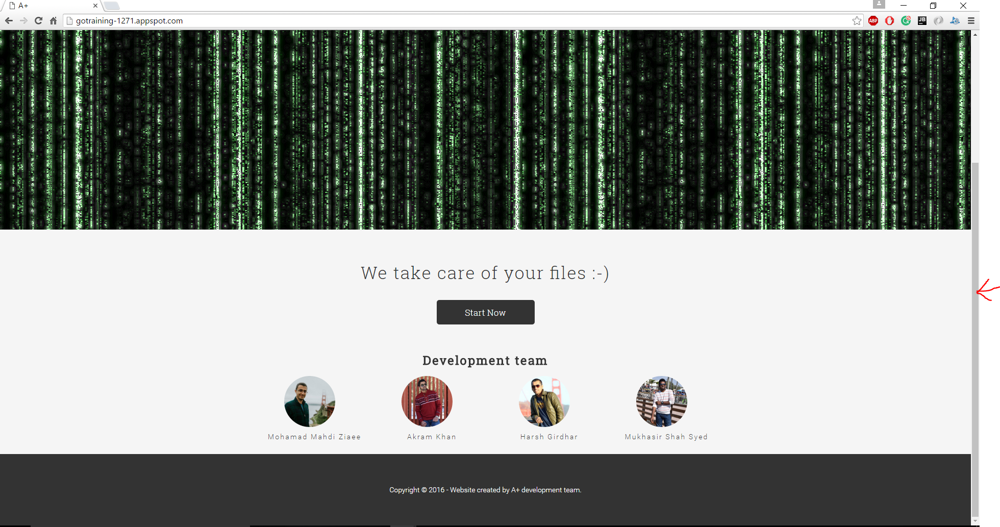 A+
gotraining-1271.appspot.com
ABP
JB
We take care of your files :-)
Start Now
Development team
Mohamad Mahdi Ziaee
Akram Khan
Harsh Girdhar
Mukhasir Shah Syed
Copyright © 2016 - Website created by A+ development team.